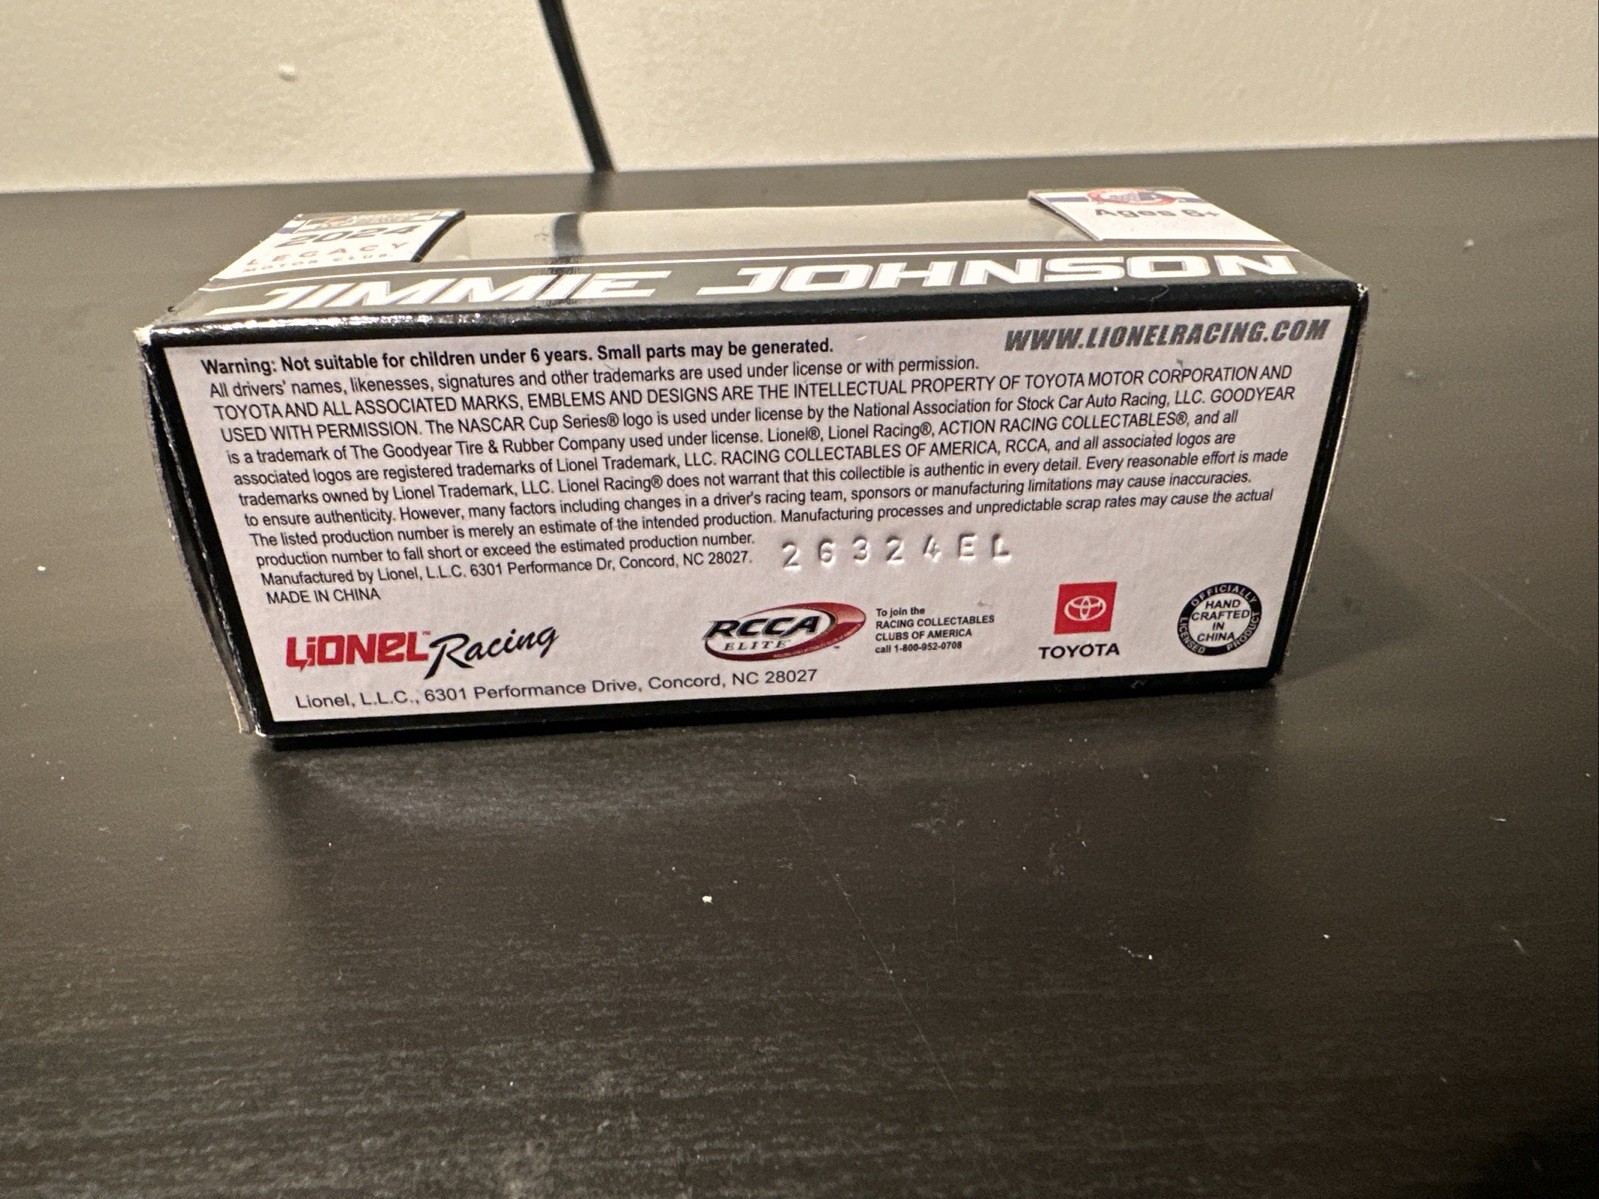 2024
LEGACY
MOTOR CLUB
Ages 6+
JIMMIE JOHNSON
WWW.LIONELRACING.COM
Warning: Not suitable for children under 6 years. Small parts may be generated.
All drivers' names, likenesses, signatures and other trademarks are used under license or with permission.
TOYOTA AND ALL ASSOCIATED MARKS, EMBLEMS AND DESIGNS ARE THE INTELLECTUAL PROPERTY OF TOYOTA MOTOR CORPORATION AND
USED WITH PERMISSION. The NASCAR Cup Series® logo is used under license by the National Association for Stock Car Auto Racing, LLC. GOODYEAR
is a trademark of The Goodyear Tire & Rubber Company used under license. Lionel®, Lionel Racing®, ACTION RACING COLLECTABLES®, and all
associated logos are registered trademarks of Lionel Trademark, LLC. RACING COLLECTABLES OF AMERICA, RCCA, and all associated logos are
trademarks owned by Lionel Trademark, LLC. Lionel Racing® does not warrant that this collectible is authentic in every detail. Every reasonable effort is made
to ensure authenticity. However, many factors including changes in a driver's racing team, sponsors or manufacturing limitations may cause inaccuracies.
The listed production number is merely an estimate of the intended production. Manufacturing processes and unpredictable scrap rates may cause the actual
production number to fall short or exceed the estimated production number.
Manufactured by Lionel, L.L.C. 6301 Performance Dr, Concord, NC 28027.
26324EL
MADE IN CHINA
LIONEL™ Racing
RCCA
ELITE
To join the
RACING COLLECTABLES
CLUBS OF AMERICA
call 1-800-952-0708
TOYOTA
OFFICIALLY
HAND
CRAFTED
IN
CHINA
LICENSED PRODUCT
Lionel, L.L.C., 6301 Performance Drive, Concord, NC 28027